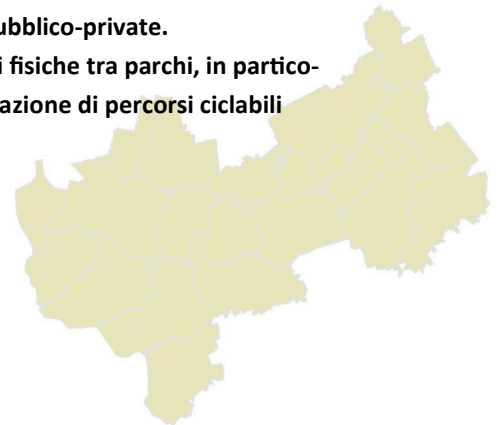 ubblico-private.
i fisiche tra parchi, in partico-
azione di percorsi ciclabili